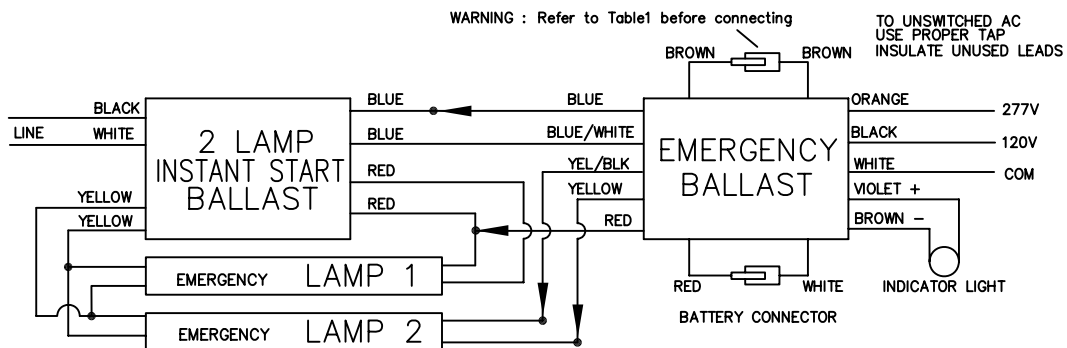 WARNING : Refer to Table1 before connecting
TO UNSWITCHED AC
USE PROPER TAP
INSULATE UNUSED LEADS
BROWN
BROWN
BLACK
LINE
WHITE
2 LAMP
INSTANT START
BALLAST
YELLOW
YELLOW
BLUE
BLUE
RED
RED
BLUE
BLUE/WHITE
YEL/BLK
YELLOW
RED
EMERGENCY
BALLAST
ORANGE
277V
BLACK
120V
WHITE
COM
VIOLET +
BROWN -
INDICATOR LIGHT
RED
WHITE
BATTERY CONNECTOR
EMERGENCY LAMP 1
EMERGENCY LAMP 2